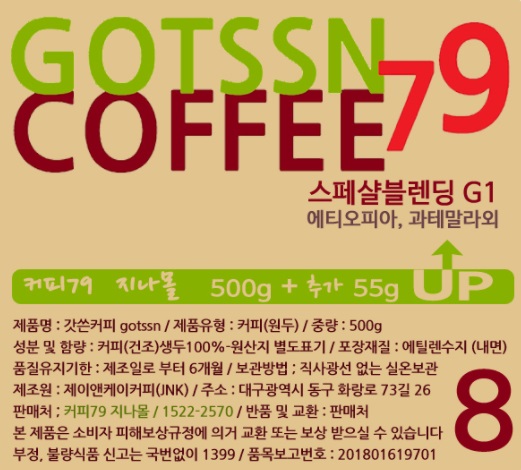 GOTSSN
COFFEE79
스페샬블렌딩 G1
에티오피아, 과테말라외
커피79 지나몰 500g + 추가 55g UP
제품명 : 갓쓴커피 gotssn / 제품유형 : 커피(원두) / 중량 : 500g
성분 및 함량 : 커피(건조)생두100%-원산지 별도표기 / 포장재질 : 에틸렌수지 (내면)
품질유지기한 : 제조일로 부터 6개월 / 보관방법 : 직사광선 없는 실온보관
제조원 : 제이앤케이커피(JNK) / 주소 : 대구광역시 동구 화랑로 73길 26
판매처 : 커피79 지나몰 / 1522-2570 / 반품 및 교환 : 판매처
본 제품은 소비자 피해보상규정에 의거 교환 또는 보상 받으실 수 있습니다
부정, 불량식품 신고는 국번없이 1399 / 품목보고번호 : 201801619701
8